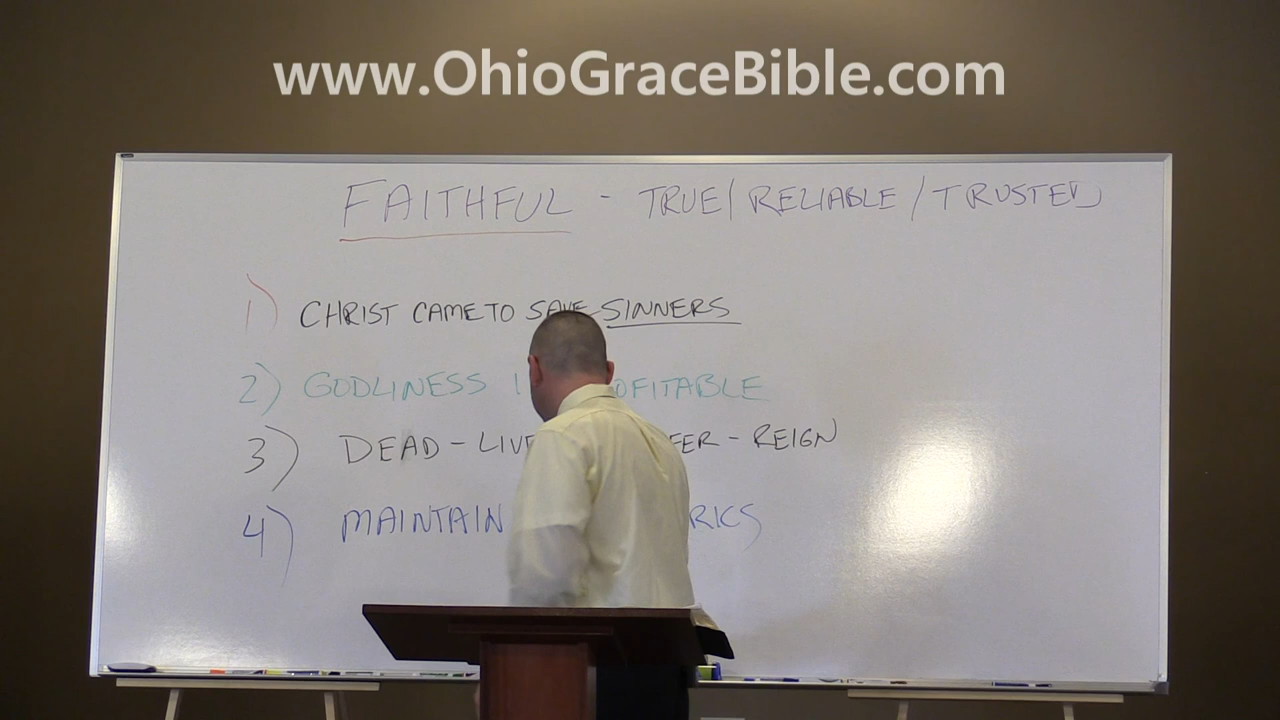 www.OhioGraceBible.com
FAITHFUL - TRUE/RELIABLE/TRUSTED
1) CHRIST CAME TO SAVE SINNERS
2) GODLINESS
3) DEAD - LIVE - REIGN
4) MAINTAIN